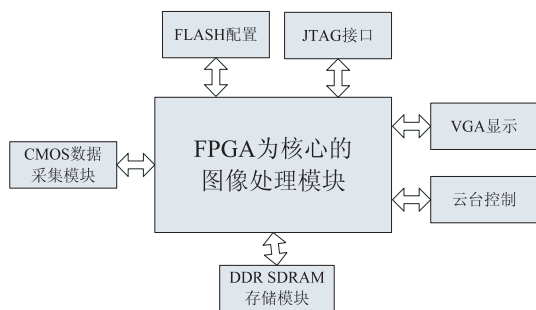 FLASH配置
JTAG接口
CMOS数据
采集模块
FPGA为核心的
图像处理模块
VGA显示
云台控制
DDR SDRAM
存储模块